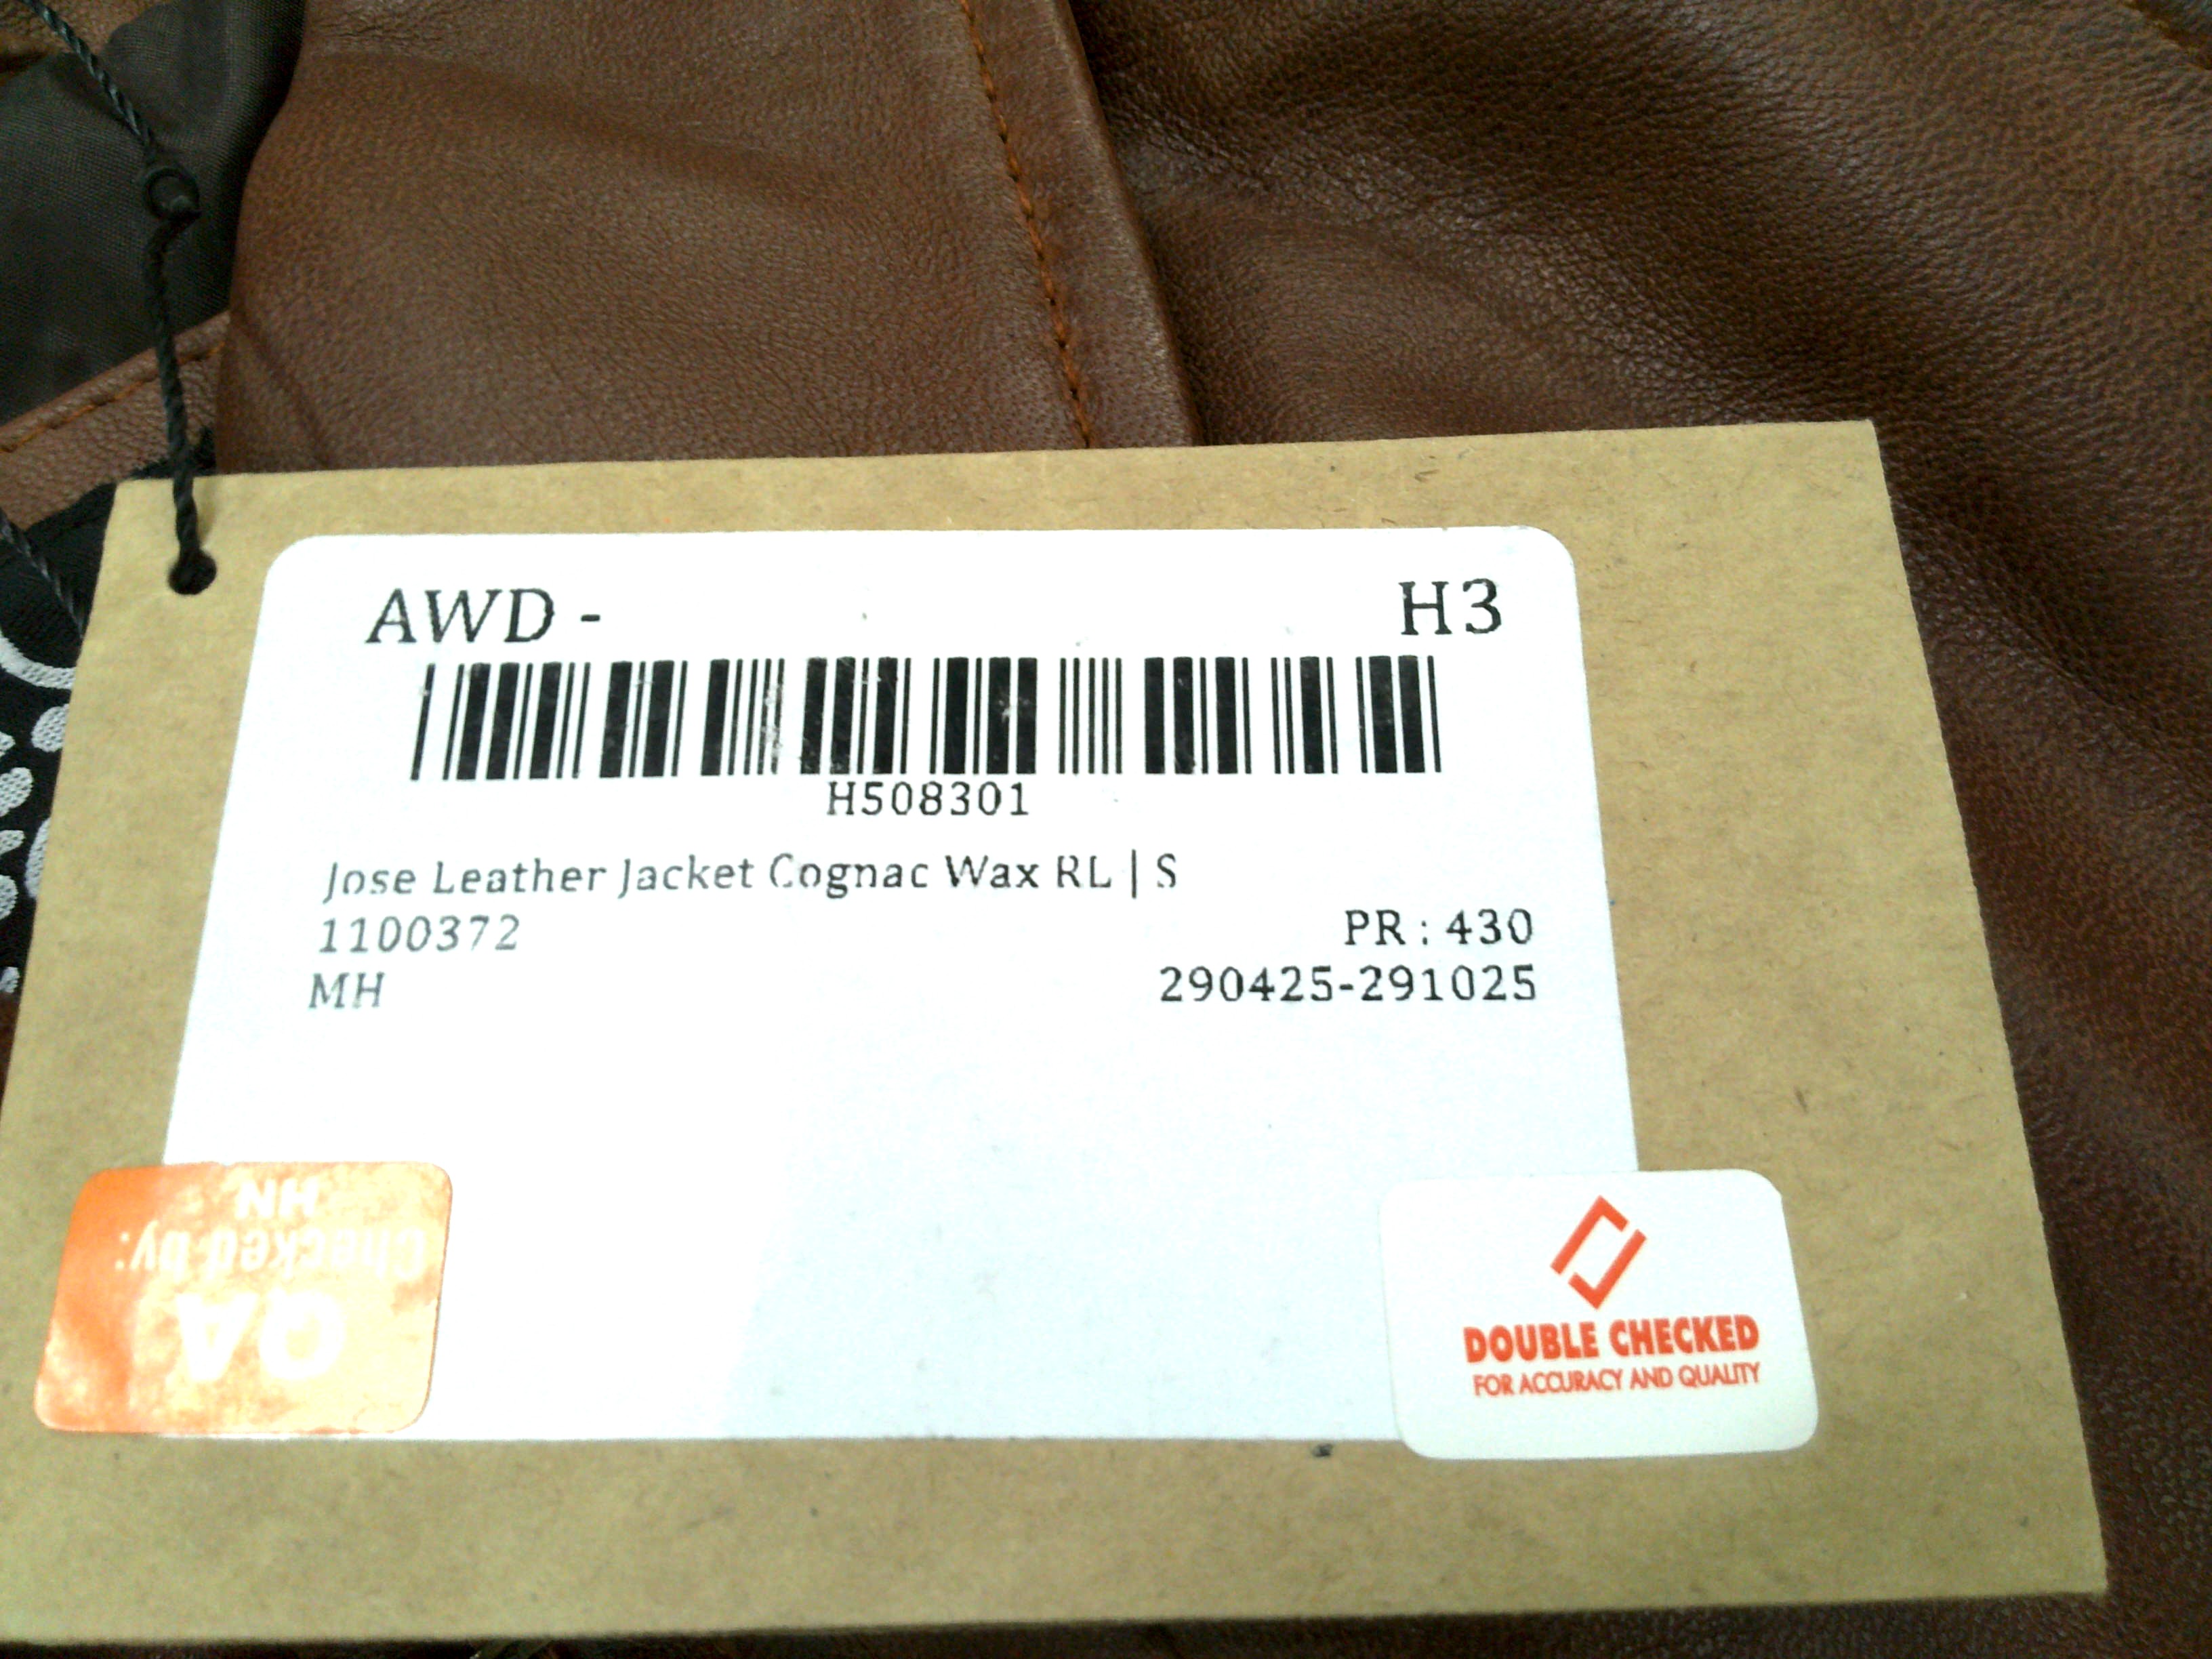 AWD - H3
H508301
Jose Leather Jacket Cognac Wax RL | S
1100372 PR : 430
MH 290425-291025
QA
Checked by:
HN
DOUBLE CHECKED
FOR ACCURACY AND QUALITY